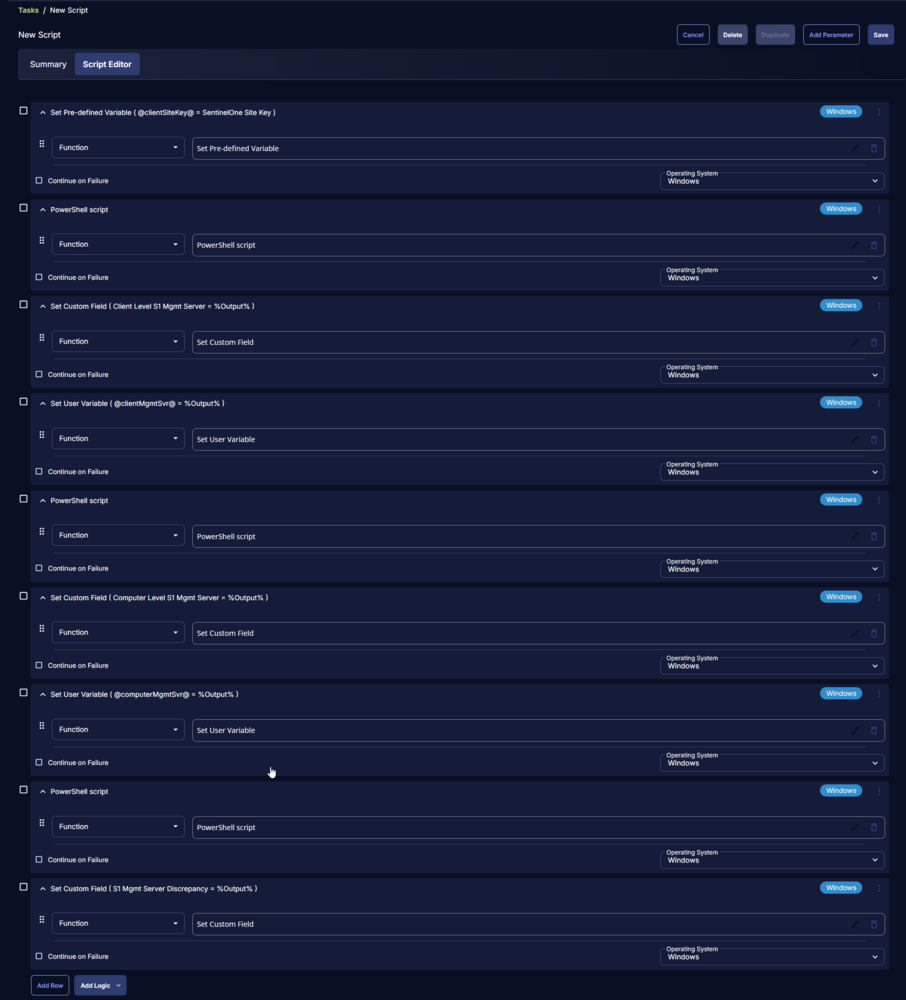 Tasks / New Script
New Script
Cancel Delete Duplicate Add Parameter Save
Summary Script Editor
Set Pre-defined Variable ( @clientSiteKey@ = SentinelOne Site Key ) Windows
Function Set Pre-defined Variable
Continue on Failure Operating System
Windows
PowerShell script Windows
Function PowerShell script
Continue on Failure Operating System
Windows
Set Custom Field ( Client Level S1 Mgmt Server = %Output% ) Windows
Function Set Custom Field
Continue on Failure Operating System
Windows
Set User Variable ( @clientMgmtSvr@ = %Output% ) Windows
Function Set User Variable
Continue on Failure Operating System
Windows
PowerShell script Windows
Function PowerShell script
Continue on Failure Operating System
Windows
Set Custom Field ( Computer Level S1 Mgmt Server = %Output% ) Windows
Function Set Custom Field
Continue on Failure Operating System
Windows
Set User Variable ( @computerMgmtSvr@ = %Output% ) Windows
Function Set User Variable
Continue on Failure Operating System
Windows
PowerShell script Windows
Function PowerShell script
Continue on Failure Operating System
Windows
Set Custom Field ( S1 Mgmt Server Discrepancy = %Output% ) Windows
Function Set Custom Field
Continue on Failure Operating System
Windows
Add Row Add Logic